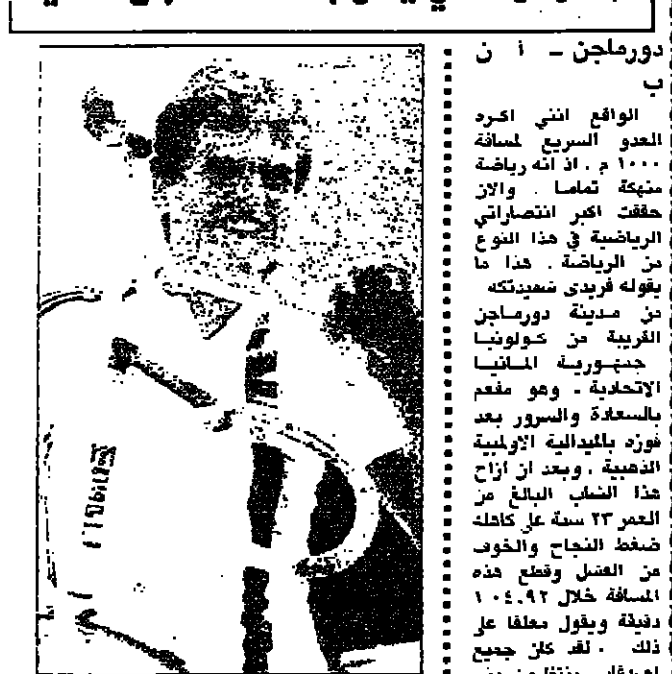 دورماجن ـ ا ن
ب
الواقع انني اكره
العدو السريع لمسافة
١٠٠٠ م . اذ انه رياضة
منهكة تماما . والان
حققت اكبر انتصاراتي
الرياضية في هذا النوع
من الرياضة . هذا ما
يقوله فريدى شميدتكه
من مدينة دورماجن
القريبة من كولونيا
جمهورية المانيا
الاتحادية ـ وهو مفعم
بالسعادة والسرور بعد
فوزه بالميدالية الاولمبية
الذهبية . وبعد ان ازاح
هذا الشاب البالغ من
العمر ٢٣ سنة عل كاهله
ضغط النجاح والخوف
من الفشل وقطع هذه
المسافة خلال ١٠٤،٩٢
دقيقة ويقول معلقا عل
ذلك . لقد كان جميع